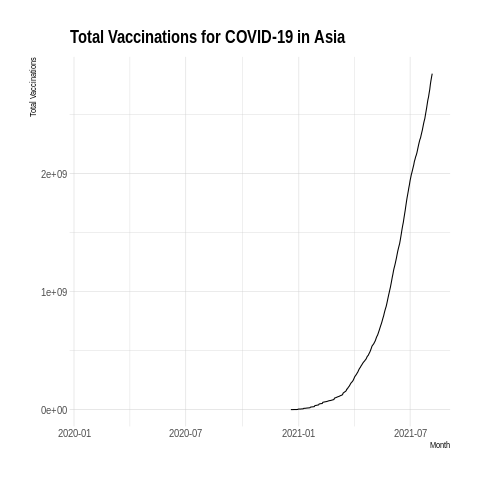 Total Vaccinations for COVID-19 in Asia
Total Vaccinations
2e+09
1e+09
0e+00
2020-01 2020-07 2021-01 2021-07
Month